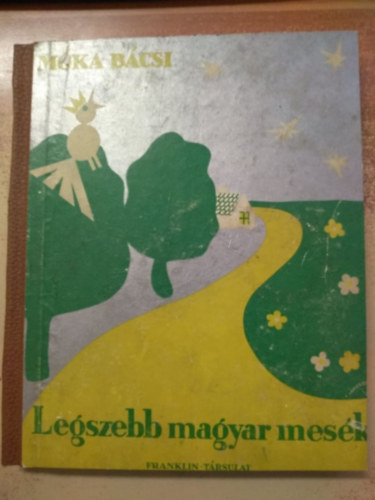 MÓKA BÁCSI
Legszebb magyar mesék
FRANKLIN TÁRSULAT